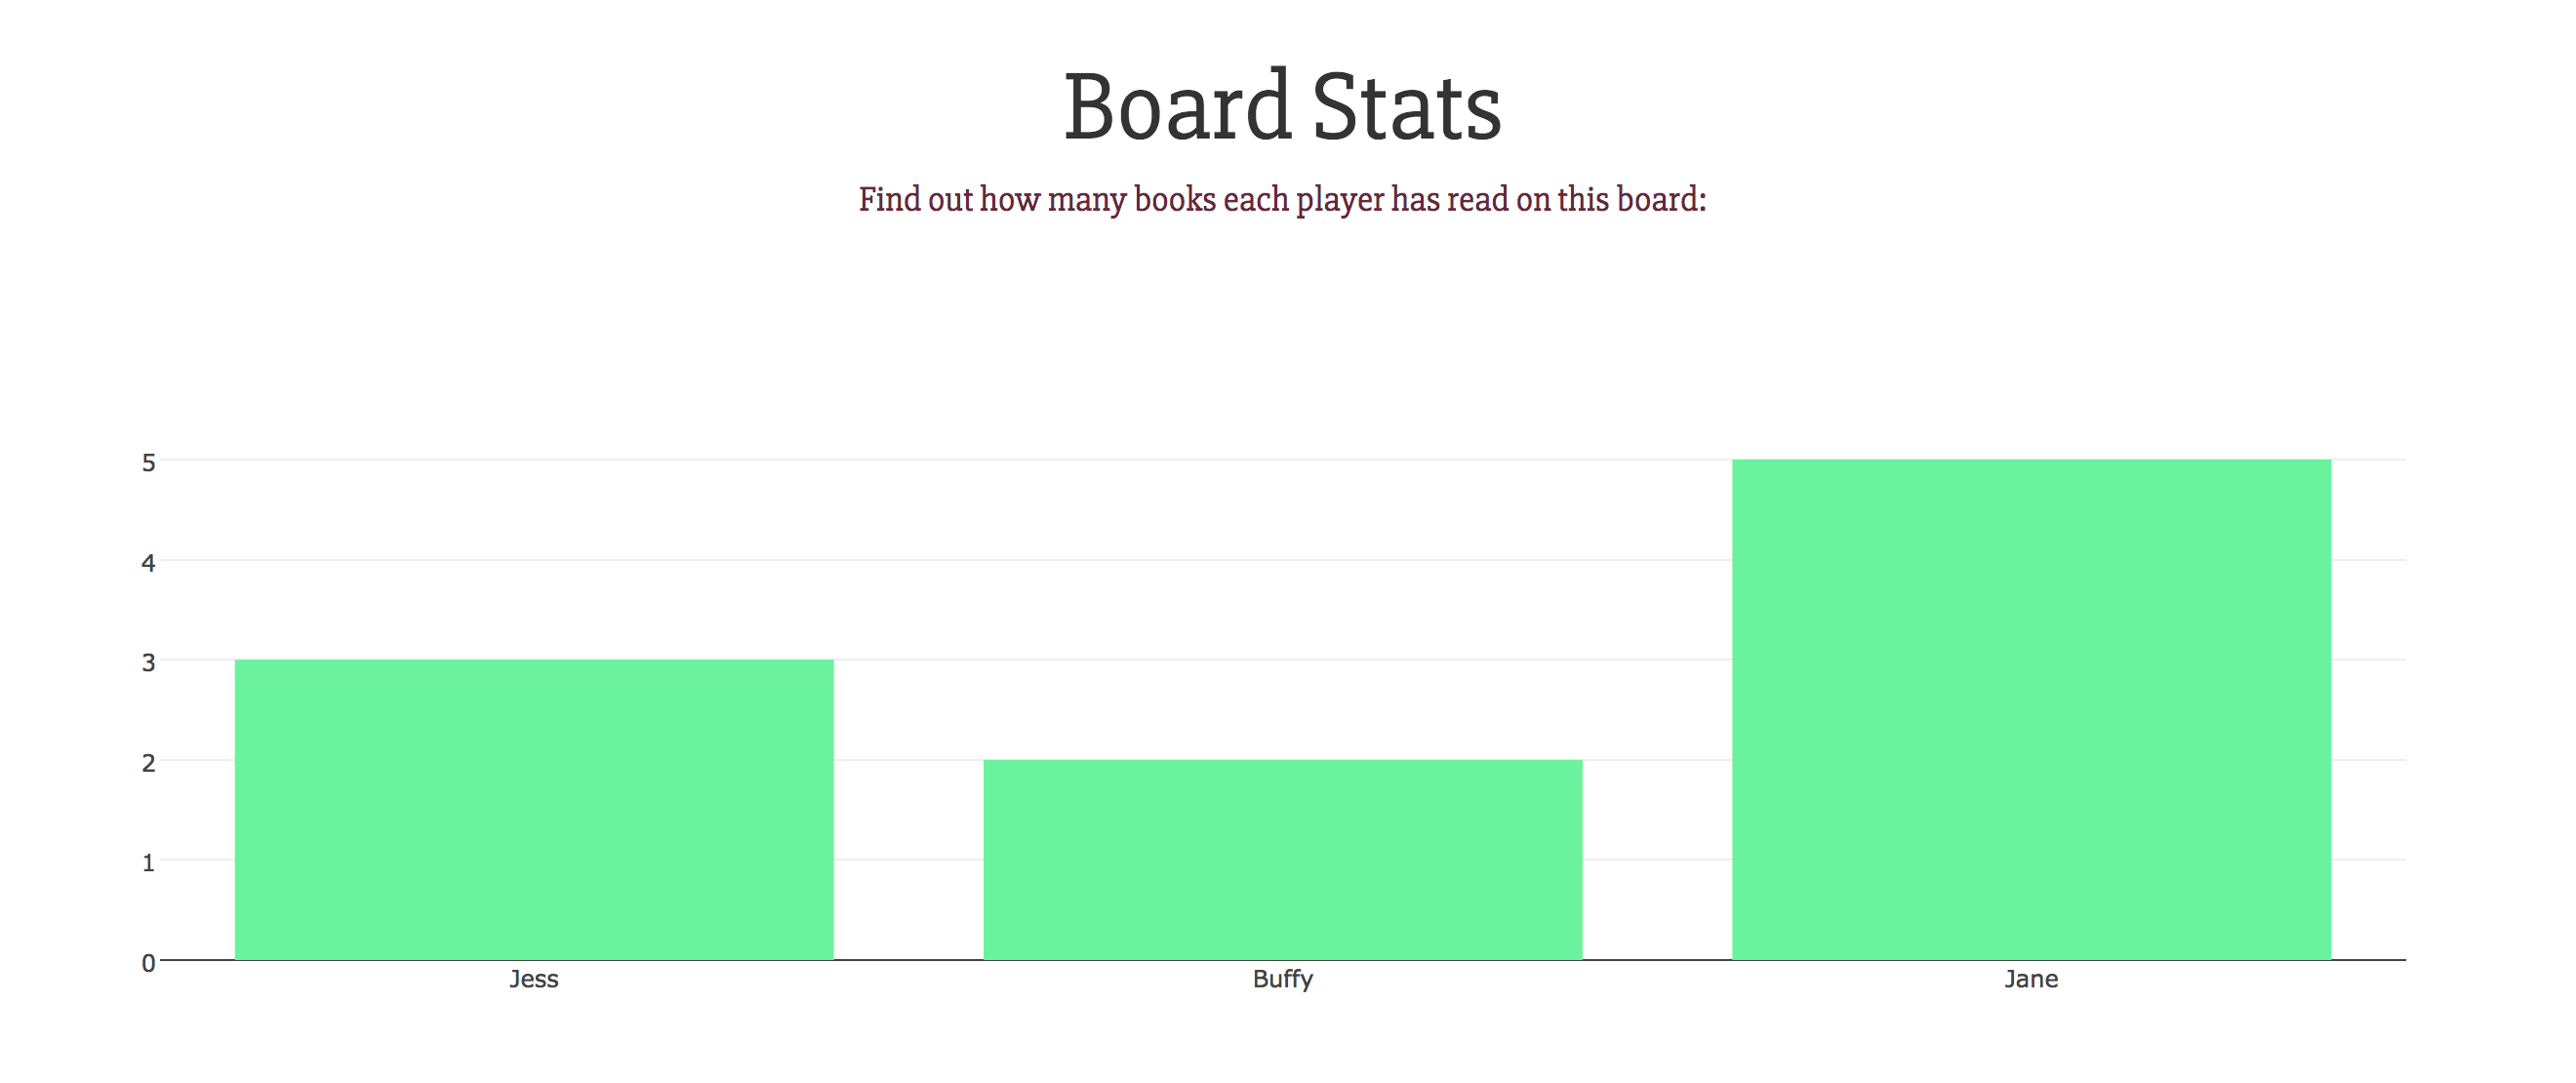 Board Stats
Find out how many books each player has read on this board:
5
4
3
2
1
0
Jess Buffy Jane